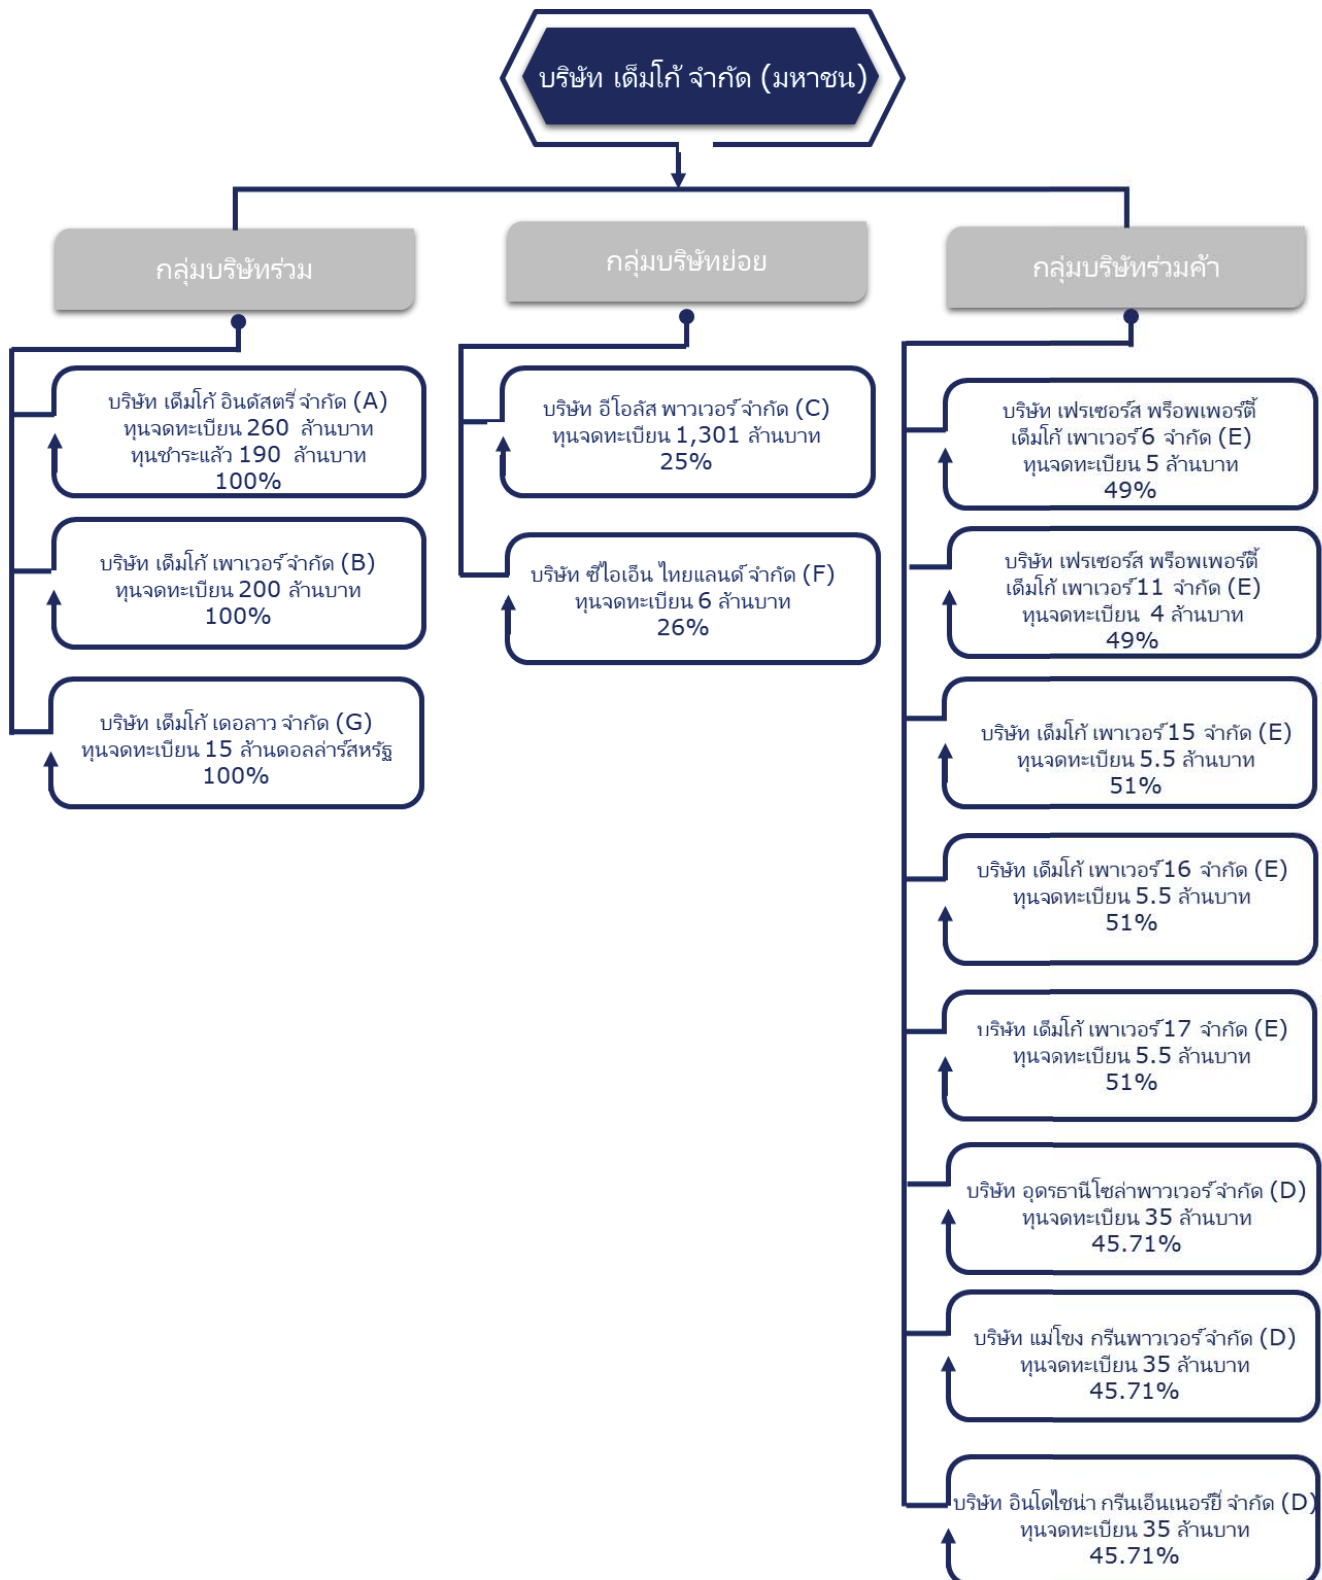 บริษัท เด็มโก้ จำกัด (มหาชน)
กลุ่มบริษัทร่วม
บริษัท เด็มโก้ อินดัสตรี่ จำกัด (A)
ทุนจดทะเบียน 260 ล้านบาท
ทุนชำระแล้ว 190 ล้านบาท
100%
บริษัท เด็มโก้ เพาเวอร์ จำกัด (B)
ทุนจดทะเบียน 200 ล้านบาท
100%
บริษัท เด็มโก้ เดอลาว จำกัด (G)
ทุนจดทะเบียน 15 ล้านดอลล่าร์สหรัฐ
100%
กลุ่มบริษัทย่อย
บริษัท อีโอลัส พาวเวอร์ จำกัด (C)
ทุนจดทะเบียน 1,301 ล้านบาท
25%
บริษัท ซีไอเอ็น ไทยแลนด์ จำกัด (F)
ทุนจดทะเบียน 6 ล้านบาท
26%
กลุ่มบริษัทร่วมค้า
บริษัท เฟรเซอร์ส พร็อพเพอร์ตี้
เด็มโก้ เพาเวอร์ 6 จำกัด (E)
ทุนจดทะเบียน 5 ล้านบาท
49%
บริษัท เฟรเซอร์ส พร็อพเพอร์ตี้
เด็มโก้ เพาเวอร์ 11 จำกัด (E)
ทุนจดทะเบียน 4 ล้านบาท
49%
บริษัท เด็มโก้ เพาเวอร์ 15 จำกัด (E)
ทุนจดทะเบียน 5.5 ล้านบาท
51%
บริษัท เด็มโก้ เพาเวอร์ 16 จำกัด (E)
ทุนจดทะเบียน 5.5 ล้านบาท
51%
บริษัท เด็มโก้ เพาเวอร์ 17 จำกัด (E)
ทุนจดทะเบียน 5.5 ล้านบาท
51%
บริษัท อุดรธานีโซล่าพาวเวอร์ จำกัด (D)
ทุนจดทะเบียน 35 ล้านบาท
45.71%
บริษัท แม่โขง กรีนพาวเวอร์ จำกัด (D)
ทุนจดทะเบียน 35 ล้านบาท
45.71%
บริษัท อินโดไชน่า กรีนเอ็นเนอร์ยี่ จำกัด (D)
ทุนจดทะเบียน 35 ล้านบาท
45.71%